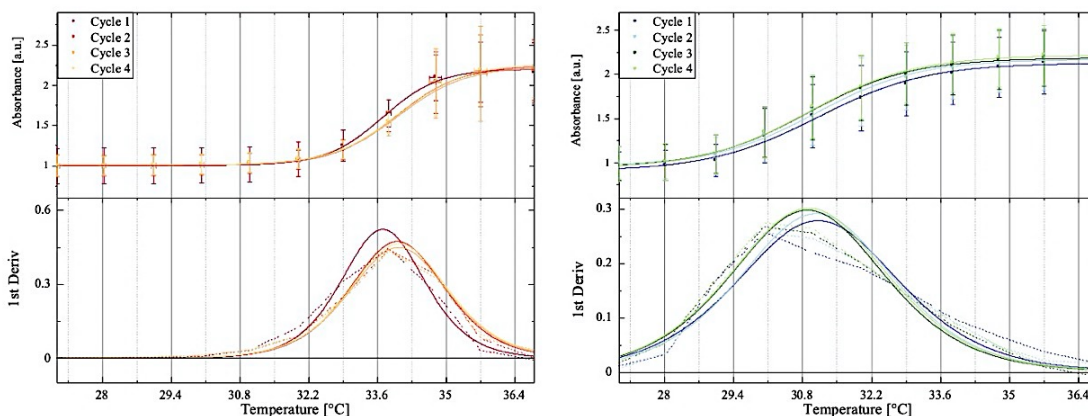 Cycle 1
Cycle 2
Cycle 3
Cycle 4
2.5
2
1.5
1
Absorbance [a.u.]
0.6
0.3
0
1st Deriv
28
29.4
30.8
32.2
33.6
35
36.4
Temperature [°C]
Cycle 1
Cycle 2
Cycle 3
Cycle 4
2.5
2
1.5
1
Absorbance [a.u.]
0.3
0.2
0.1
0
1st Deriv
28
29.4
30.8
32.2
33.6
35
36.4
Temperature [°C]